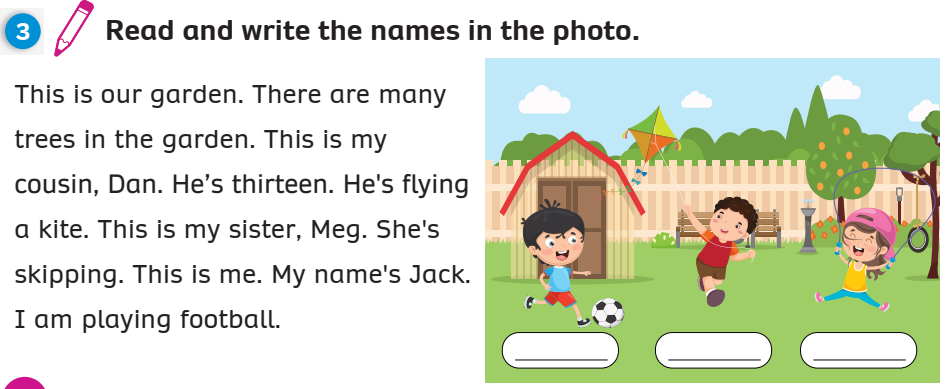 3
Read and write the names in the photo.
This is our garden. There are many
trees in the garden. This is my
cousin, Dan. He’s thirteen. He's flying
a kite. This is my sister, Meg. She's
skipping. This is me. My name's Jack.
I am playing football.